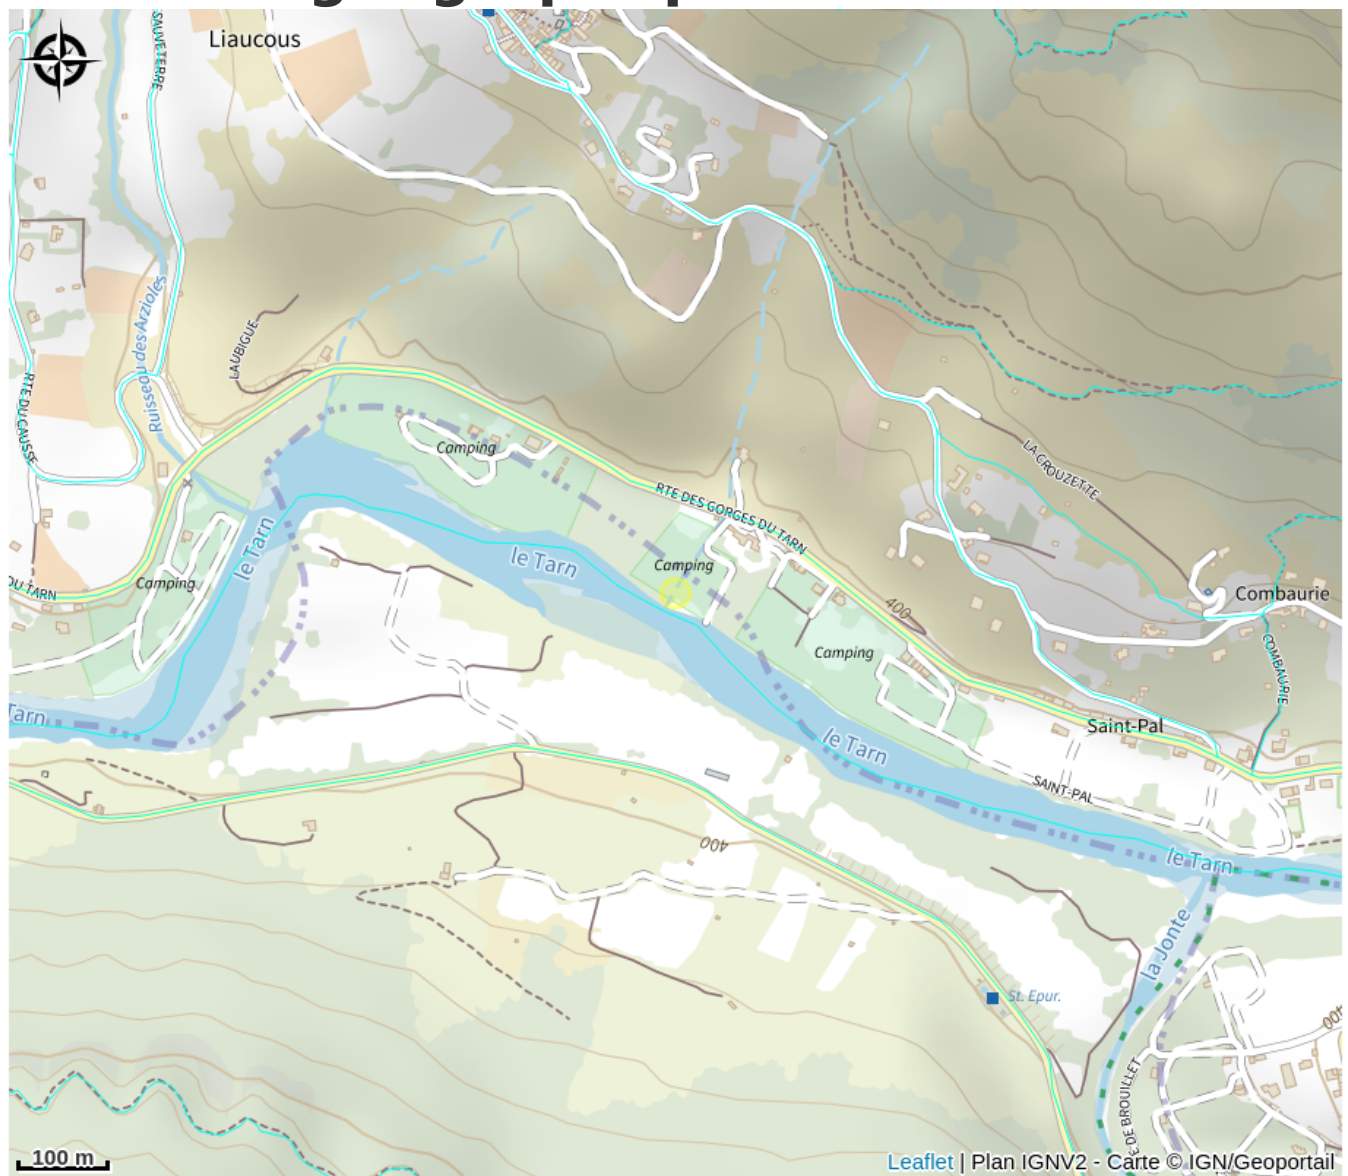 Liaucous
SAUVETERRE
Ruisseau des Arzioles
LAUBIGUE
RTE DU CAUSSE
Camping
RTE DES GORGES DU TARN
LA CROUZETTE
le Tarn
le Tarn
Camping
Camping
DU TARN
400
Combaurie
Camping
COMBAURIE
Tarn
Saint-Pal
le Tarn
SAINT-PAL
400
le Tarn
la Jonte
St. Epur.
400
E DE BROUILLET
100 m
Leaflet | Plan IGNV2 - Carte © IGN/Geoportail